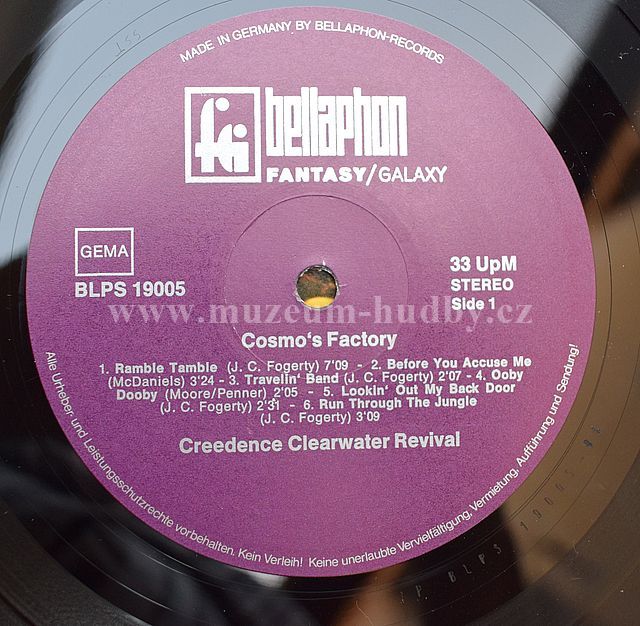 MADE IN GERMANY BY BELLAPHON-RECORDS
bellaphon
FANTASY/GALAXY
GEMA
BLPS 19005
33 UpM
STEREO
Side 1
www.muzeum-hudby.cz
Cosmo's Factory
1. Ramble Tamble (J. C. Fogerty) 7'09 - 2. Before You Accuse Me
(McDaniels) 3'24 - 3. Travelin' Band (J. C. Fogerty) 2'07 - 4. Ooby
Dooby (Moore/Penner) 2'05 - 5. Lookin' Out My Back Door
(J. C. Fogerty) 2'31 - 6. Run Through The Jungle
(J. C. Fogerty) 3'09
Creedence Clearwater Revival
Alle Urheber- und Leistungsschutzrechte vorbehalten. Kein Verleih! Keine unerlaubte Vervielfältigung, Vermietung, Aufführung und Sendung!
BLPS 19005